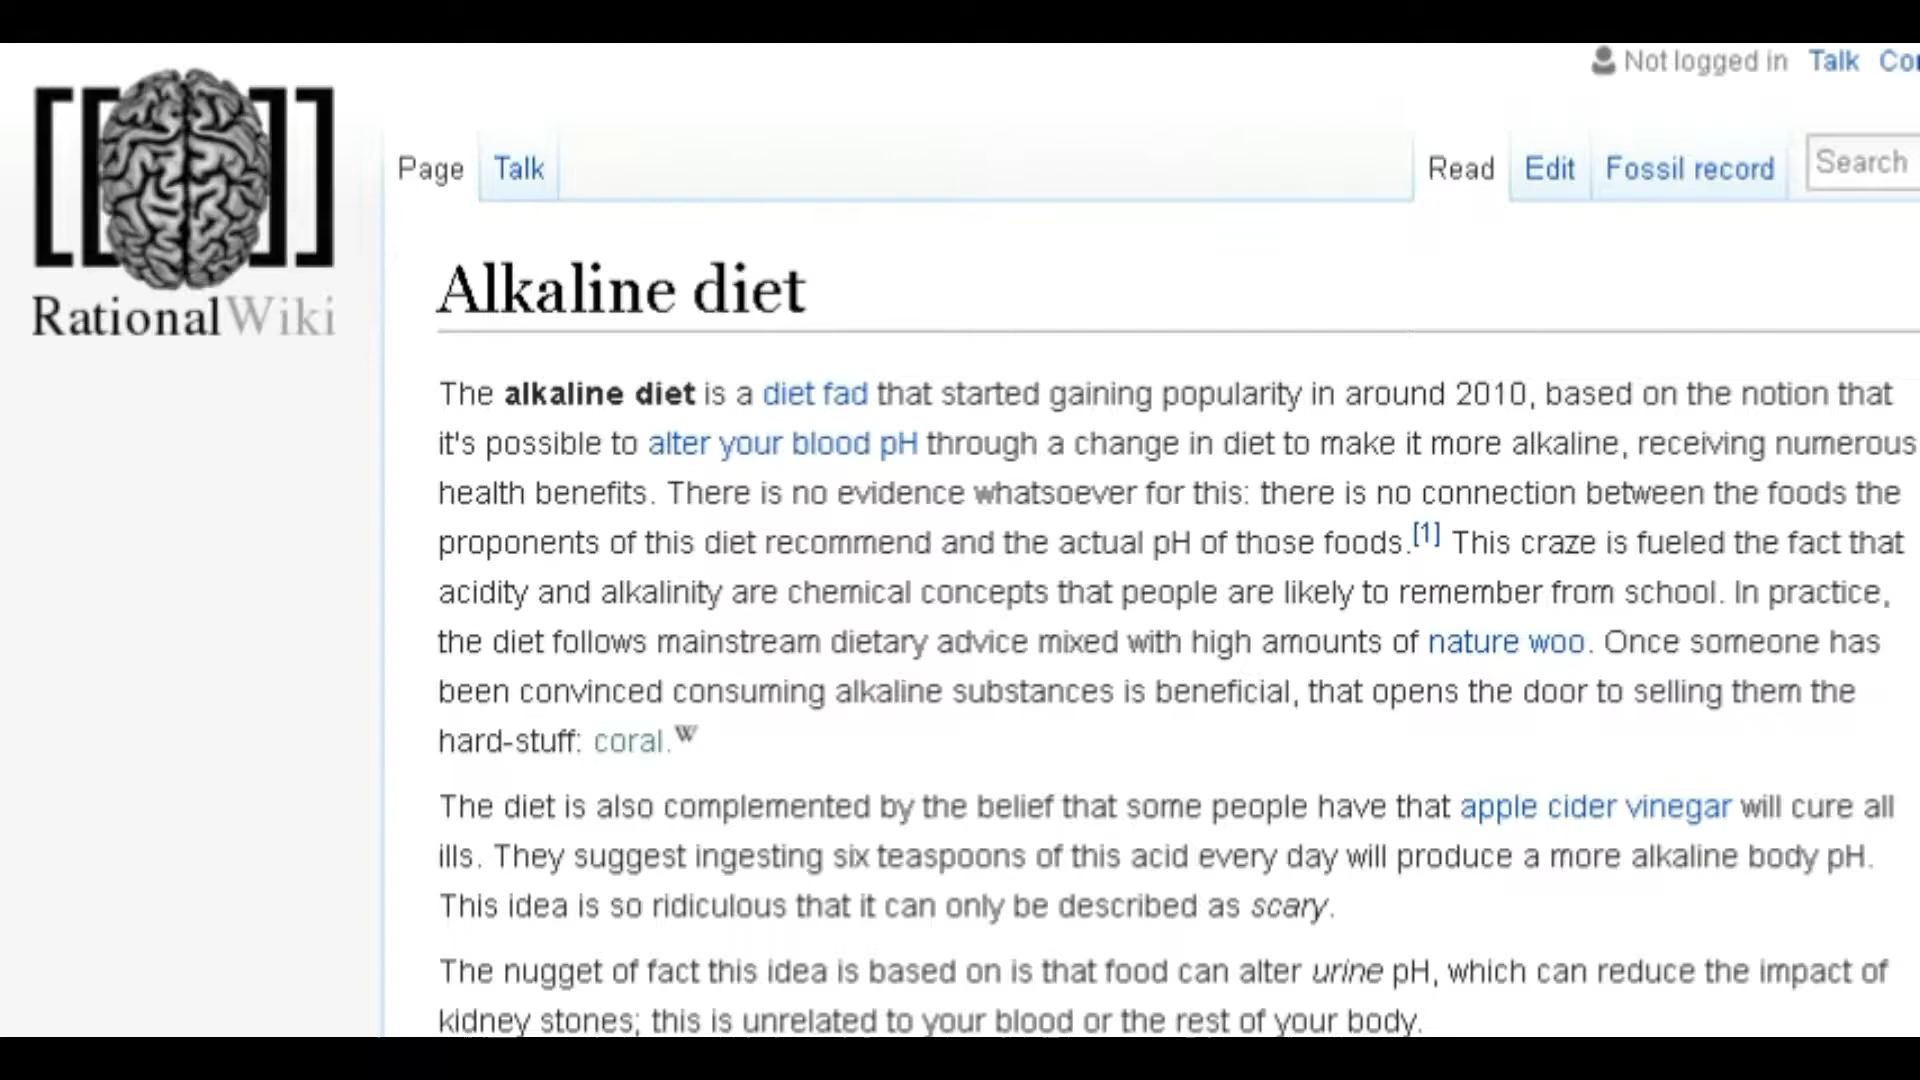 Not logged in Talk
Page Talk Read Edit Fossil record Search
RationalWiki
Alkaline diet
The alkaline diet is a diet fad that started gaining popularity in around 2010, based on the notion that
it's possible to alter your blood pH through a change in diet to make it more alkaline, receiving numerous
health benefits. There is no evidence whatsoever for this: there is no connection between the foods the
proponents of this diet recommend and the actual pH of those foods.[1] This craze is fueled the fact that
acidity and alkalinity are chemical concepts that people are likely to remember from school. In practice,
the diet follows mainstream dietary advice mixed with high amounts of nature woo. Once someone has
been convinced consuming alkaline substances is beneficial, that opens the door to selling them the
hard-stuff: coral.W
The diet is also complemented by the belief that some people have that apple cider vinegar will cure all
ills. They suggest ingesting six teaspoons of this acid every day will produce a more alkaline body pH.
This idea is so ridiculous that it can only be described as scary.
The nugget of fact this idea is based on is that food can alter urine pH, which can reduce the impact of
kidney stones; this is unrelated to your blood or the rest of your body.